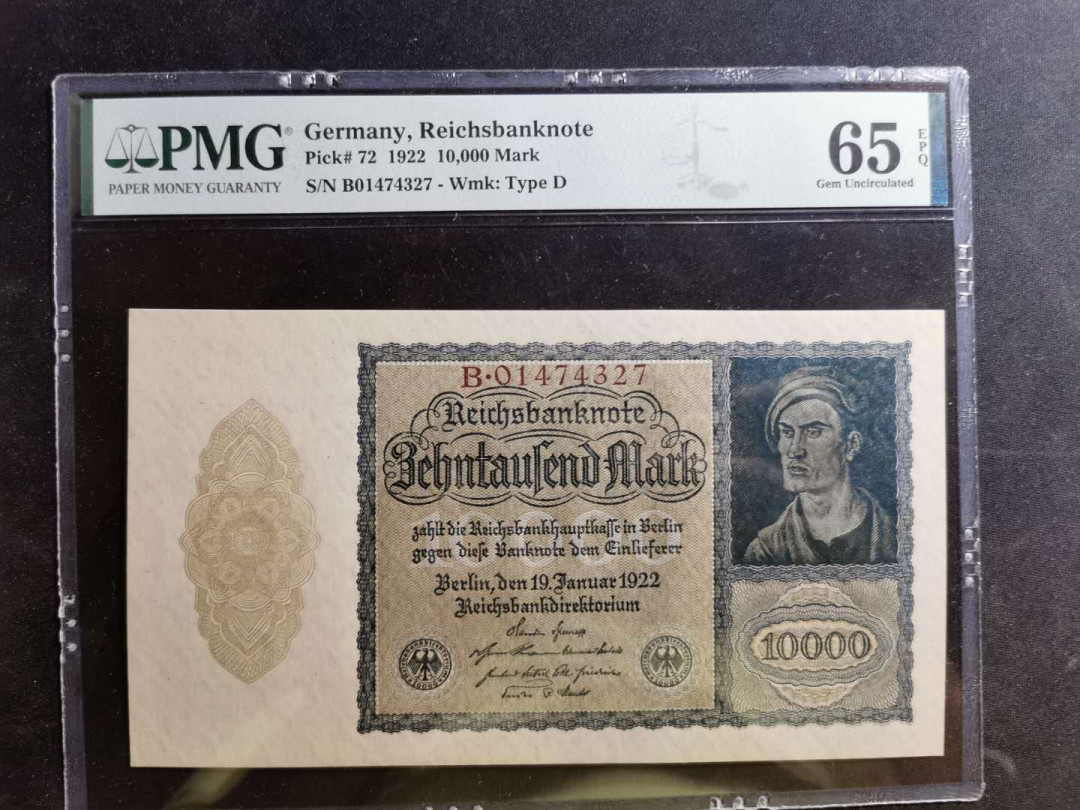 PMG®
PAPER MONEY GUARANTY
Germany, Reichsbanknote
Pick# 72 1922 10,000 Mark
S/N B01474327 - Wmk: Type D
65
Gem Uncirculated
EPQ
B·01474327
Reichsbanknote
Zehntausend Mark
10000
zahlt die Reichsbankhauptkasse in Berlin
gegen diese Banknote dem Einlieferer
Berlin, den 19. Januar 1922
Reichsbankdirektorium
10000